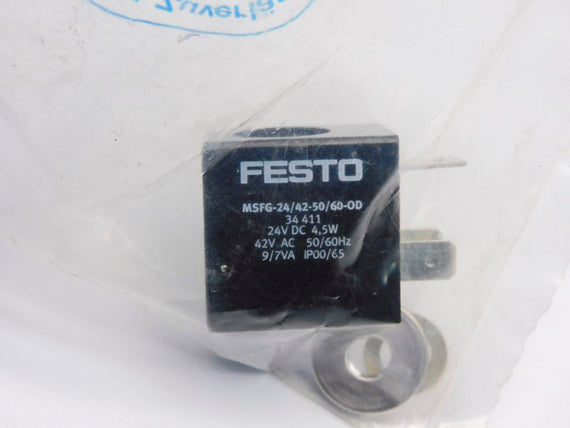 Zuverlä
FESTO
MSFG-24/42-50/60-OD
34 411
24V DC 4,5W
42V AC 50/60Hz
9/7VA IP00/65